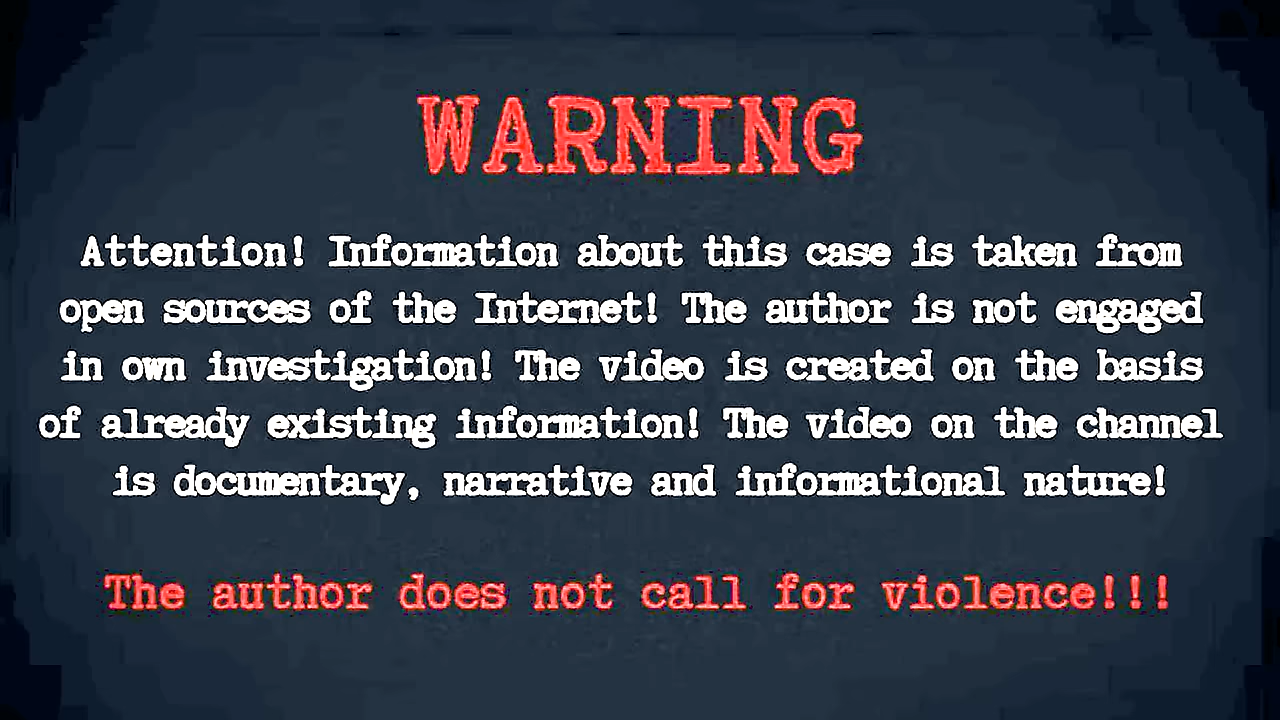 WARNING
Attention! Information about this case is taken from
open sources of the Internet! The author is not engaged
in own investigation! The video is created on the basis
of already existing information! The video on the channel
is documentary, narrative and informational nature!
The author does not call for violence!!!